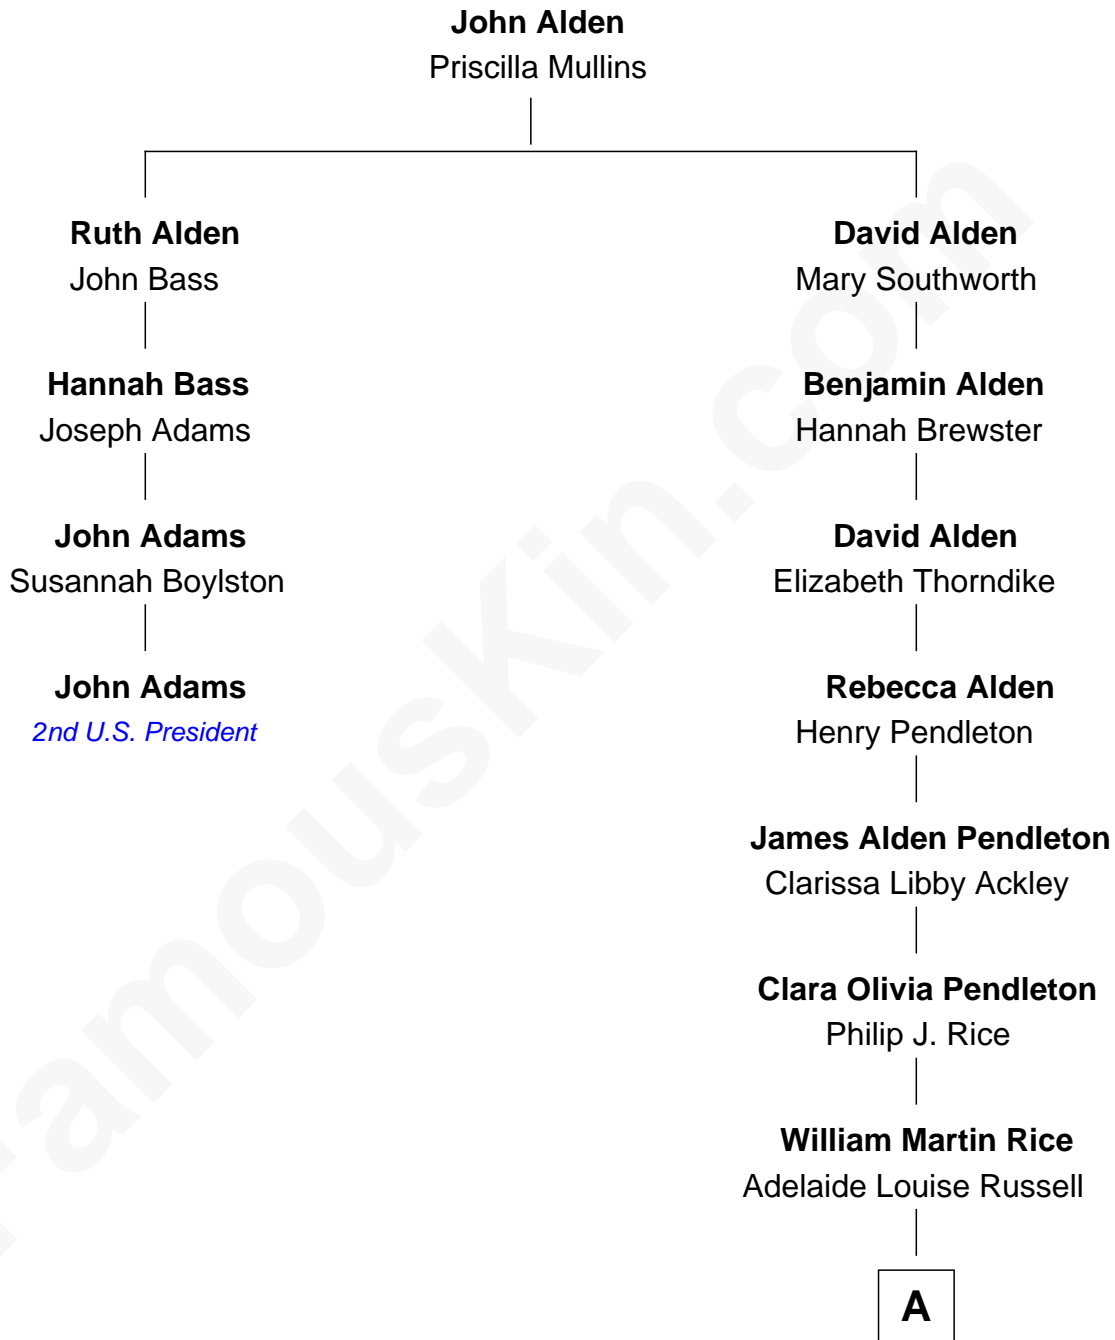 John Alden
Priscilla Mullins
Ruth Alden
John Bass
David Alden
Mary Southworth
Hannah Bass
Joseph Adams
Benjamin Alden
Hannah Brewster
John Adams
Susannah Boylston
David Alden
Elizabeth Thorndike
John Adams
2nd U.S. President
Rebecca Alden
Henry Pendleton
James Alden Pendleton
Clarissa Libby Ackley
Clara Olivia Pendleton
Philip J. Rice
William Martin Rice
Adelaide Louise Russell
A
FamousKin.com